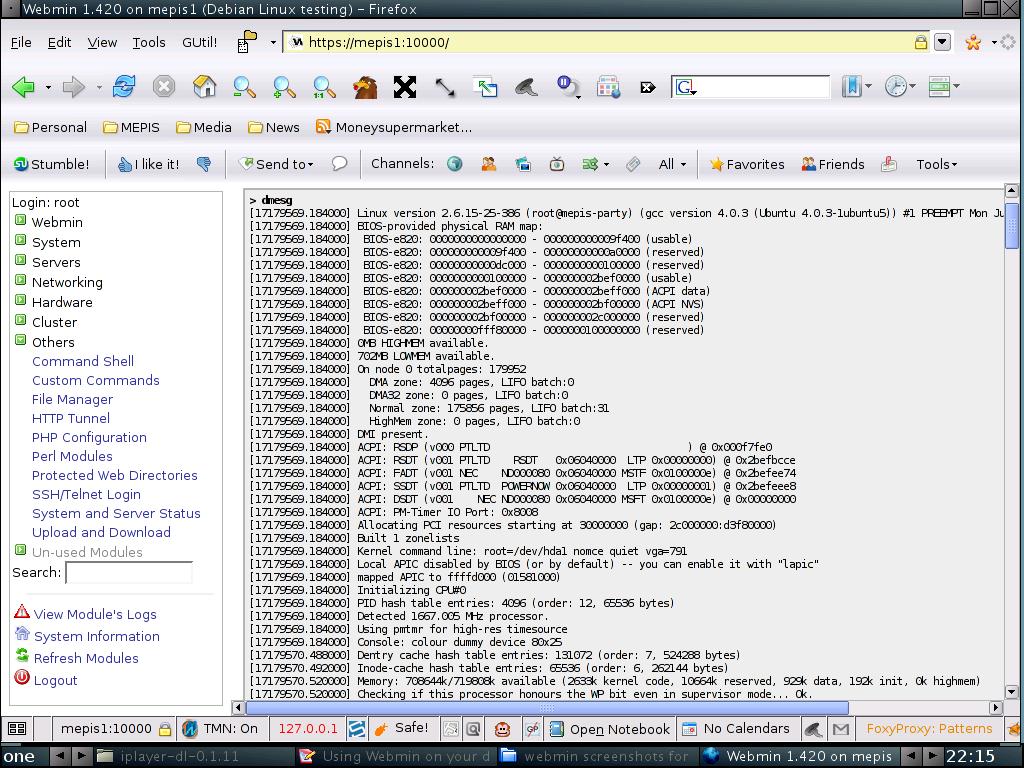 Webmin 1.420 on mepis1 (Debian Linux testing) - Firefox
File Edit View Tools GUtil! https://mepis1:10000/
G
Personal MEPIS Media News Moneysupermarket...
Stumble! I like it! Send to Channels: All Favorites Friends Tools
Login: root
Webmin
System
Servers
Networking
Hardware
Cluster
Others
Command Shell
Custom Commands
File Manager
HTTP Tunnel
PHP Configuration
Perl Modules
Protected Web Directories
SSH/Telnet Login
System and Server Status
Upload and Download
Un-used Modules
Search:
View Module's Logs
System Information
Refresh Modules
Logout
> dmesg
[17179569.184000] Linux version 2.6.15-25-386 (root@mepis-party) (gcc version 4.0.3 (Ubuntu 4.0.3-1ubuntu5)) #1 PREEMPT Mon Ju
[17179569.184000] BIOS-provided physical RAM map:
[17179569.184000]  BIOS-e820: 0000000000000000 - 000000000009f400 (usable)
[17179569.184000]  BIOS-e820: 000000000009f400 - 00000000000a0000 (reserved)
[17179569.184000]  BIOS-e820: 00000000000dc000 - 0000000000100000 (reserved)
[17179569.184000]  BIOS-e820: 0000000000100000 - 000000002bef0000 (usable)
[17179569.184000]  BIOS-e820: 000000002bef0000 - 000000002beff000 (ACPI data)
[17179569.184000]  BIOS-e820: 000000002beff000 - 000000002bf00000 (ACPI NVS)
[17179569.184000]  BIOS-e820: 000000002bf00000 - 000000002c000000 (reserved)
[17179569.184000]  BIOS-e820: 00000000fff80000 - 0000000100000000 (reserved)
[17179569.184000] 0MB HIGHMEM available.
[17179569.184000] 702MB LOWMEM available.
[17179569.184000] On node 0 totalpages: 179952
[17179569.184000]   DMA zone: 4096 pages, LIFO batch:0
[17179569.184000]   DMA32 zone: 0 pages, LIFO batch:0
[17179569.184000]   Normal zone: 175856 pages, LIFO batch:31
[17179569.184000]   HighMem zone: 0 pages, LIFO batch:0
[17179569.184000] DMI present.
[17179569.184000] ACPI: RSDP (v000 PTLTD ) @ 0x000f7fe0
[17179569.184000] ACPI: RSDT (v001 PTLTD    RSDT   0x06040000  LTP 0x00000000) @ 0x2befbcce
[17179569.184000] ACPI: FADT (v001 NEC    ND000080 0x06040000 MSTF 0x0100000e) @ 0x2befee74
[17179569.184000] ACPI: SSDT (v001 PTLTD  POWERNOW 0x06040000  LTP 0x00000001) @ 0x2befeee8
[17179569.184000] ACPI: DSDT (v001    NEC ND000080 0x06040000 MSFT 0x0100000e) @ 0x00000000
[17179569.184000] ACPI: PM-Timer IO Port: 0x8008
[17179569.184000] Allocating PCI resources starting at 30000000 (gap: 2c000000:d3f80000)
[17179569.184000] Built 1 zonelists
[17179569.184000] Kernel command line: root=/dev/hda1 nomce quiet vga=791
[17179569.184000] Local APIC disabled by BIOS (or by default) -- you can enable it with "lapic"
[17179569.184000] mapped APIC to ffffd000 (01581000)
[17179569.184000] Initializing CPU#0
[17179569.184000] PID hash table entries: 4096 (order: 12, 65536 bytes)
[17179569.184000] Detected 1667.005 MHz processor.
[17179569.184000] Using pmtmr for high-res timesource
[17179569.184000] Console: colour dummy device 80x25
[17179570.488000] Dentry cache hash table entries: 131072 (order: 7, 524288 bytes)
[17179570.492000] Inode-cache hash table entries: 65536 (order: 6, 262144 bytes)
[17179570.520000] Memory: 708644k/719808k available (2633k kernel code, 10664k reserved, 929k data, 192k init, 0k highmem)
[17179570.520000] Checking if this processor honours the WP bit even in supervisor mode... Ok.
mepis1:10000 TMN: On 127.0.0.1 Safe! Open Notebook No Calendars FoxyProxy: Patterns
one iplayer-dl-0.1.11 Using Webmin on your d webmin screenshots for Webmin 1.420 on mepis 22:15